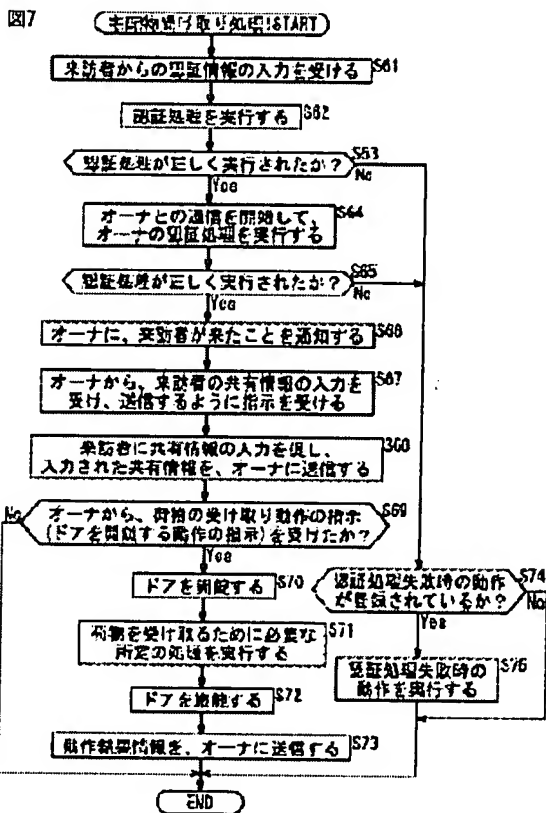 図7
宅配物受け取り処理START
来訪者からの認証情報の入力を受ける S61
認証処理を実行する S62
認証処理が正しく実行されたか? S63
No
Yes
オーナとの通信を開始して、 S64
オーナの認証処理を実行する
認証処理が正しく実行されたか? S65
No
Yes
オーナに、来訪者が来たことを通知する S66
オーナから、来訪者の共有情報の入力を S67
受け、送信するように指示を受ける
来訪者に共有情報の入力を促し、 S68
入力された共有情報を、オーナに送信する
オーナから、荷物の受け取り動作の指示 S69
(ドアを開錠する動作の指示)を受けたか?
No
Yes
ドアを開錠する S70
認証処理失敗時の動作 S74
が登録されているか?
No
Yes
荷物を受け取るために必要な S71
所定の処理を実行する
認証処理失敗時の S75
動作を実行する
ドアを施錠する S72
動作結果情報を、オーナに送信する S73
END